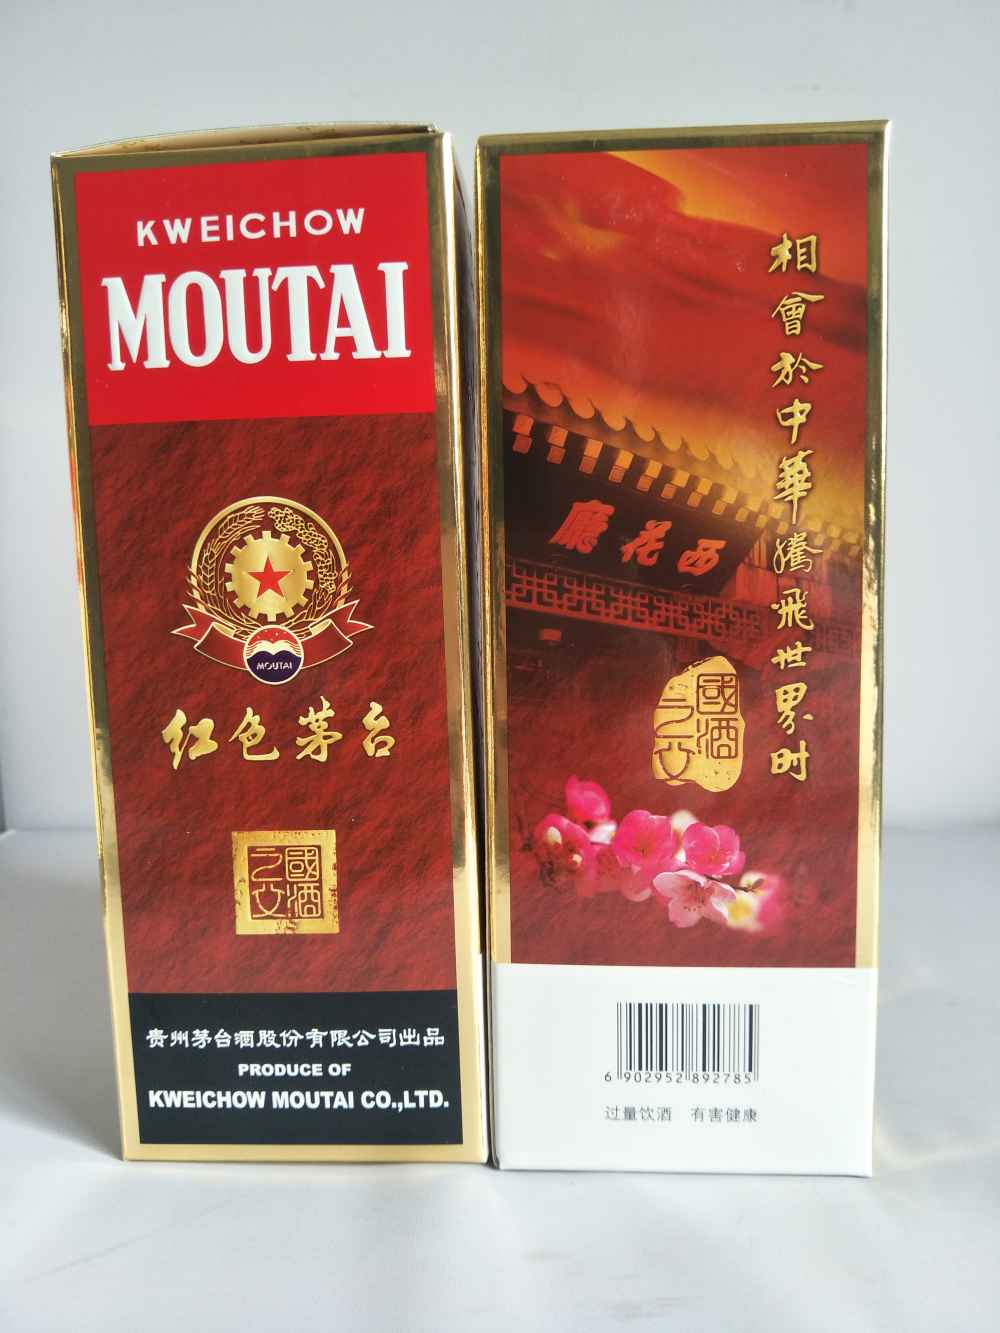 KWEICHOW
MOUTAI
MOUTAI
红色茅台
國酒
之父
贵州茅台酒股份有限公司出品
PRODUCE OF
KWEICHOW MOUTAI CO.,LTD.
相會於中華騰飛世界时
西花廳
國酒
之父
6 902952 892785
过量饮酒 有害健康